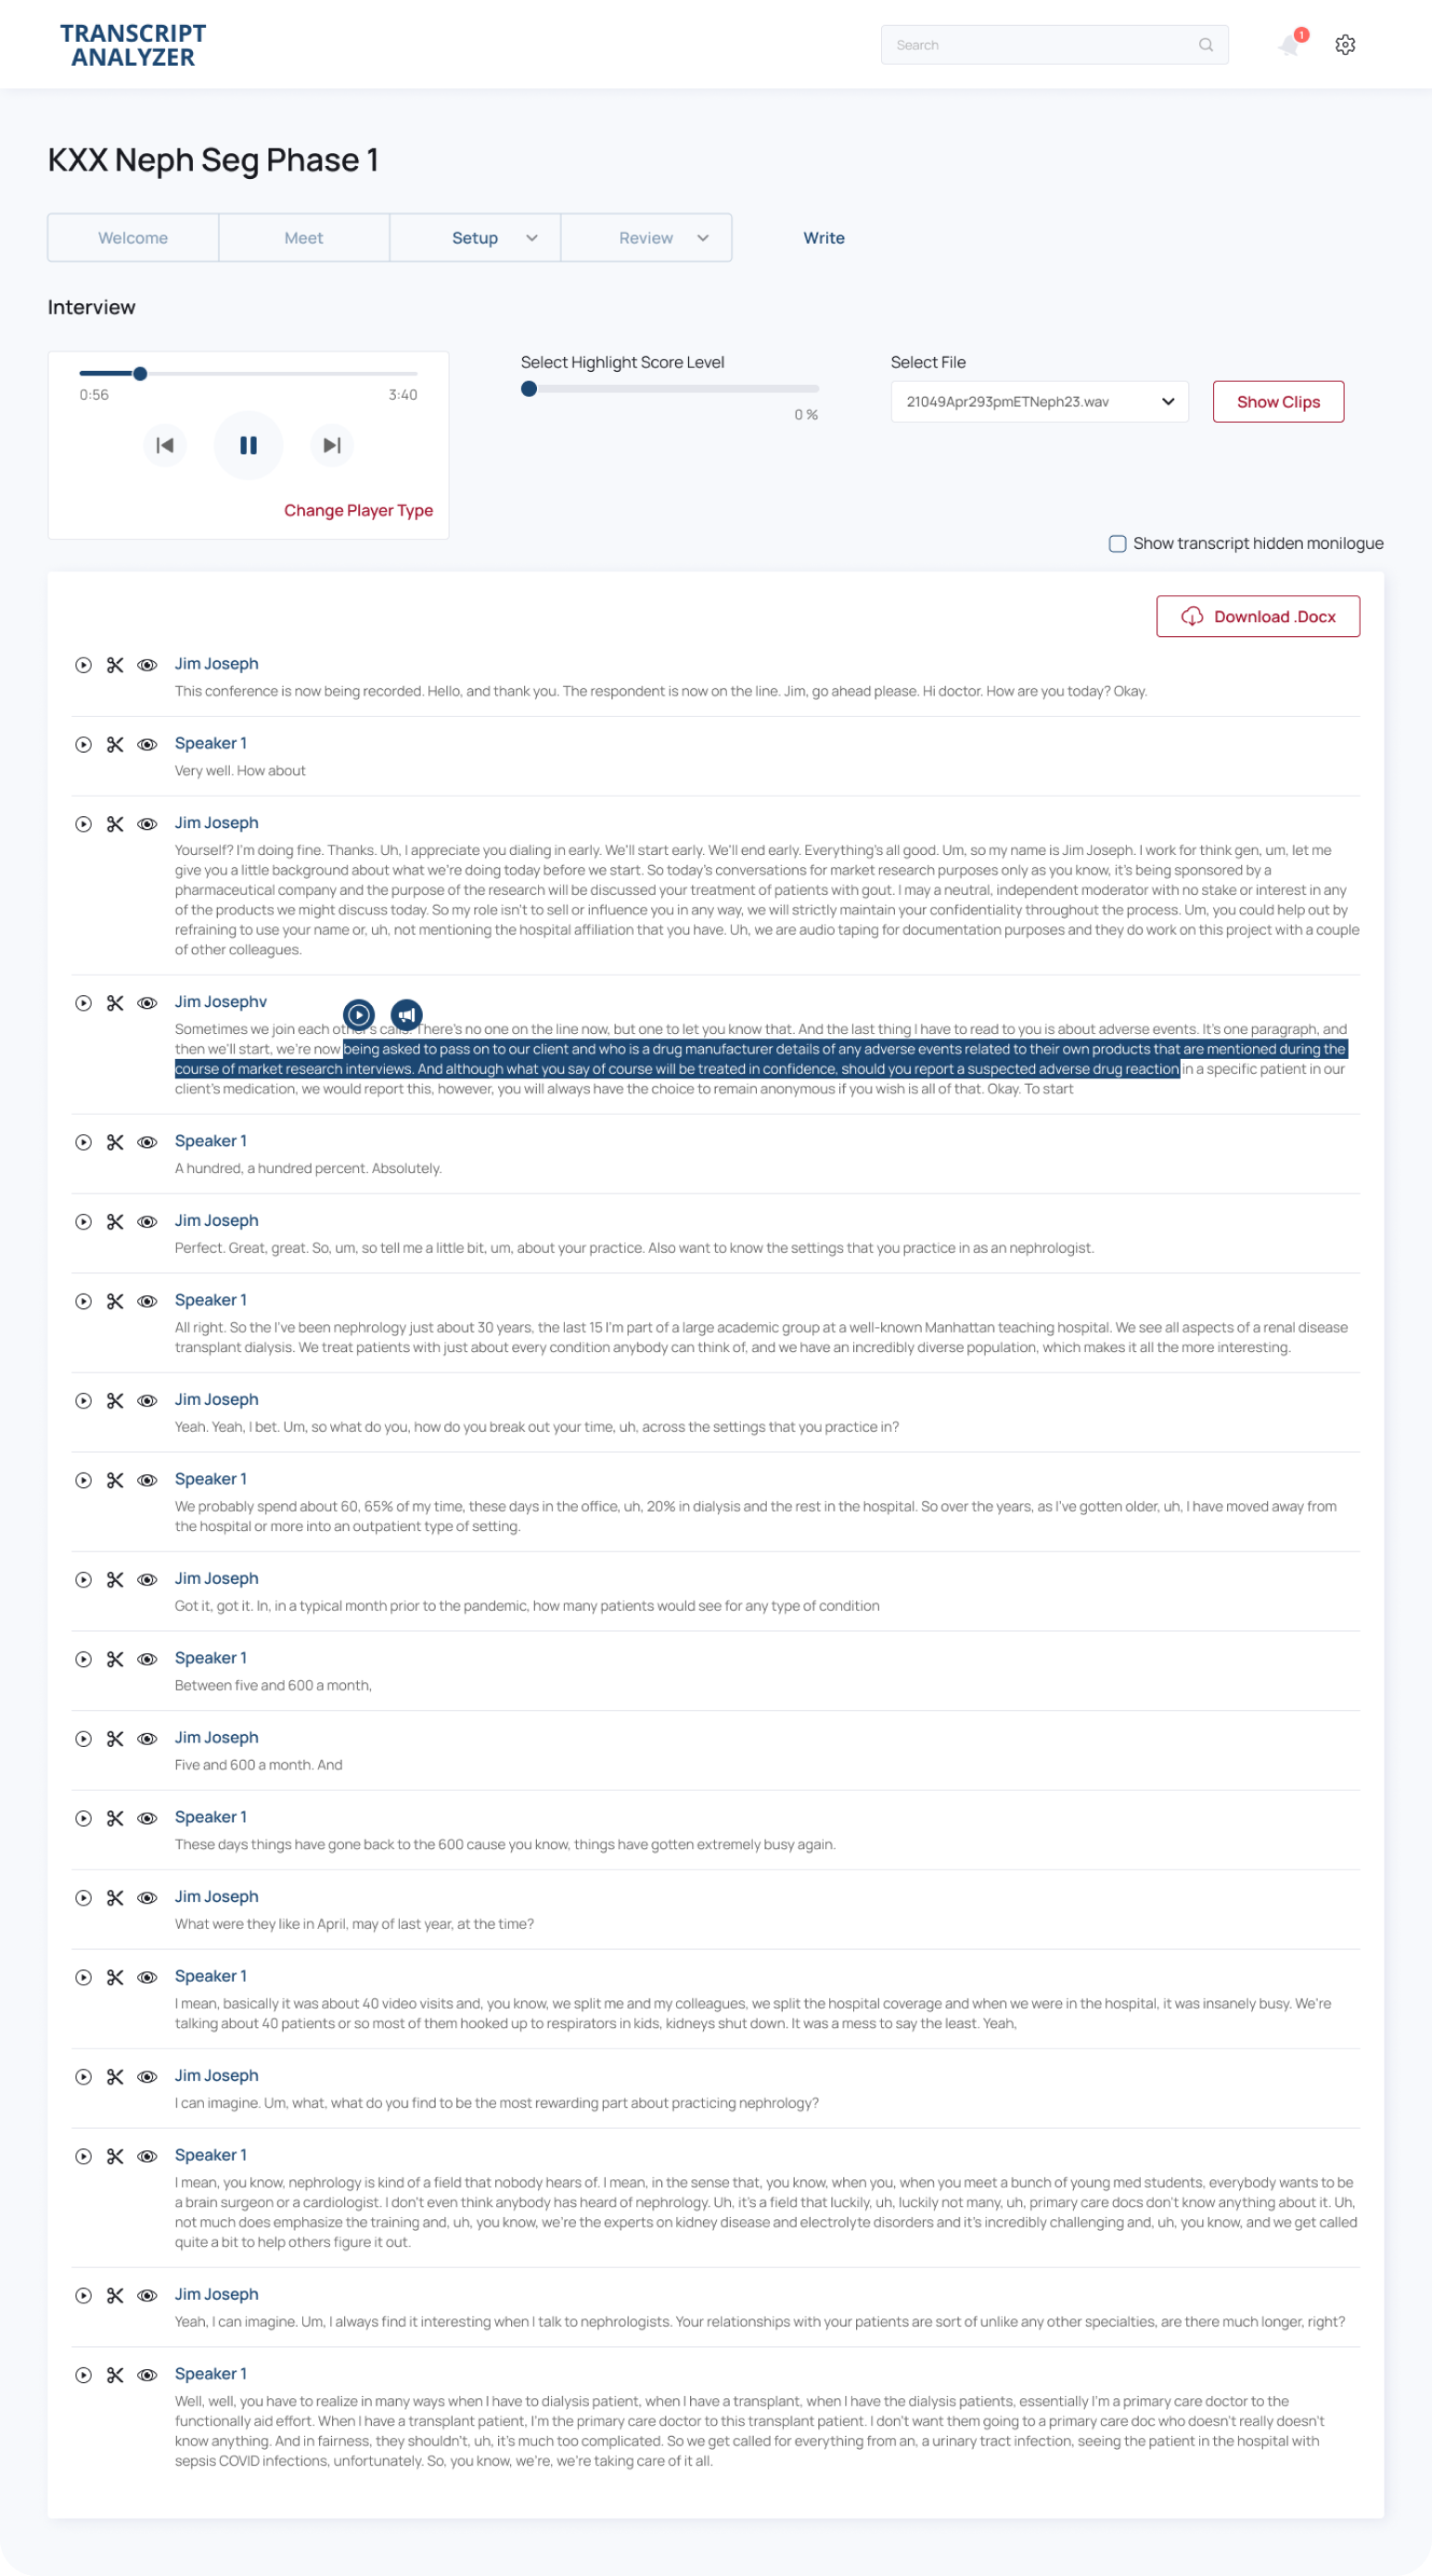 TRANSCRIPT
ANALYZER
Search
1
KXX Neph Seg Phase 1
Welcome
Meet
Setup
Review
Write
Interview
0:56
3:40
Change Player Type
Select Highlight Score Level
0 %
Select File
21049Apr293pmETNeph23.wav
Show Clips
Show transcript hidden monilogue
Download .Docx
Jim Joseph
This conference is now being recorded. Hello, and thank you. The respondent is now on the line. Jim, go ahead please. Hi doctor. How are you today? Okay.
Speaker 1
Very well. How about
Jim Joseph
Yourself? I'm doing fine. Thanks. Uh, I appreciate you dialing in early. We'll start early. We'll end early. Everything's all good. Um, so my name is Jim Joseph. I work for think gen, um, let me
give you a little background about what we're doing today before we start. So today's conversations for market research purposes only as you know, it's being sponsored by a
pharmaceutical company and the purpose of the research will be discussed your treatment of patients with gout. I may a neutral, independent moderator with no stake or interest in any
of the products we might discuss today. So my role isn't to sell or influence you in any way, we will strictly maintain your confidentiality throughout the process. Um, you could help out by
refraining to use your name or, uh, not mentioning the hospital affiliation that you have. Uh, we are audio taping for documentation purposes and they do work on this project with a couple
of other colleagues.
Jim Josephv
Sometimes we join each other's calls. There's no one on the line now, but one to let you know that. And the last thing I have to read to you is about adverse events. It's one paragraph, and
then we'll start, we're now being asked to pass on to our client and who is a drug manufacturer details of any adverse events related to their own products that are mentioned during the
course of market research interviews. And although what you say of course will be treated in confidence, should you report a suspected adverse drug reaction in a specific patient in our
client's medication, we would report this, however, you will always have the choice to remain anonymous if you wish is all of that. Okay. To start
Speaker 1
A hundred, a hundred percent. Absolutely.
Jim Joseph
Perfect. Great, great. So, um, so tell me a little bit, um, about your practice. Also want to know the settings that you practice in as an nephrologist.
Speaker 1
All right. So the I've been nephrology just about 30 years, the last 15 I'm part of a large academic group at a well-known Manhattan teaching hospital. We see all aspects of a renal disease
transplant dialysis. We treat patients with just about every condition anybody can think of, and we have an incredibly diverse population, which makes it all the more interesting.
Jim Joseph
Yeah. Yeah, I bet. Um, so what do you, how do you break out your time, uh, across the settings that you practice in?
Speaker 1
We probably spend about 60, 65% of my time, these days in the office, uh, 20% in dialysis and the rest in the hospital. So over the years, as I've gotten older, uh, I have moved away from
the hospital or more into an outpatient type of setting.
Jim Joseph
Got it, got it. In, in a typical month prior to the pandemic, how many patients would see for any type of condition
Speaker 1
Between five and 600 a month,
Jim Joseph
Five and 600 a month. And
Speaker 1
These days things have gone back to the 600 cause you know, things have gotten extremely busy again.
Jim Joseph
What were they like in April, may of last year, at the time?
Speaker 1
I mean, basically it was about 40 video visits and, you know, we split me and my colleagues, we split the hospital coverage and when we were in the hospital, it was insanely busy. We're
talking about 40 patients or so most of them hooked up to respirators in kids, kidneys shut down. It was a mess to say the least. Yeah,
Jim Joseph
I can imagine. Um, what, what do you find to be the most rewarding part about practicing nephrology?
Speaker 1
I mean, you know, nephrology is kind of a field that nobody hears of. I mean, in the sense that, you know, when you, when you meet a bunch of young med students, everybody wants to be
a brain surgeon or a cardiologist. I don't even think anybody has heard of nephrology. Uh, it's a field that luckily, uh, luckily not many, uh, primary care docs don't know anything about it. Uh,
not much does emphasize the training and, uh, you know, we're the experts on kidney disease and electrolyte disorders and it's incredibly challenging and, uh, you know, and we get called
quite a bit to help others figure it out.
Jim Joseph
Yeah, I can imagine. Um, I always find it interesting when I talk to nephrologists. Your relationships with your patients are sort of unlike any other specialties, are there much longer, right?
Speaker 1
Well, well, you have to realize in many ways when I have to dialysis patient, when I have a transplant, when I have the dialysis patients, essentially I'm a primary care doctor to the
functionally aid effort. When I have a transplant patient, I'm the primary care doctor to this transplant patient. I don't want them going to a primary care doc who doesn't really doesn't
know anything. And in fairness, they shouldn't, uh, it's much too complicated. So we get called for everything from an, a urinary tract infection, seeing the patient in the hospital with
sepsis COVID infections, unfortunately. So, you know, we're, we're taking care of it all.